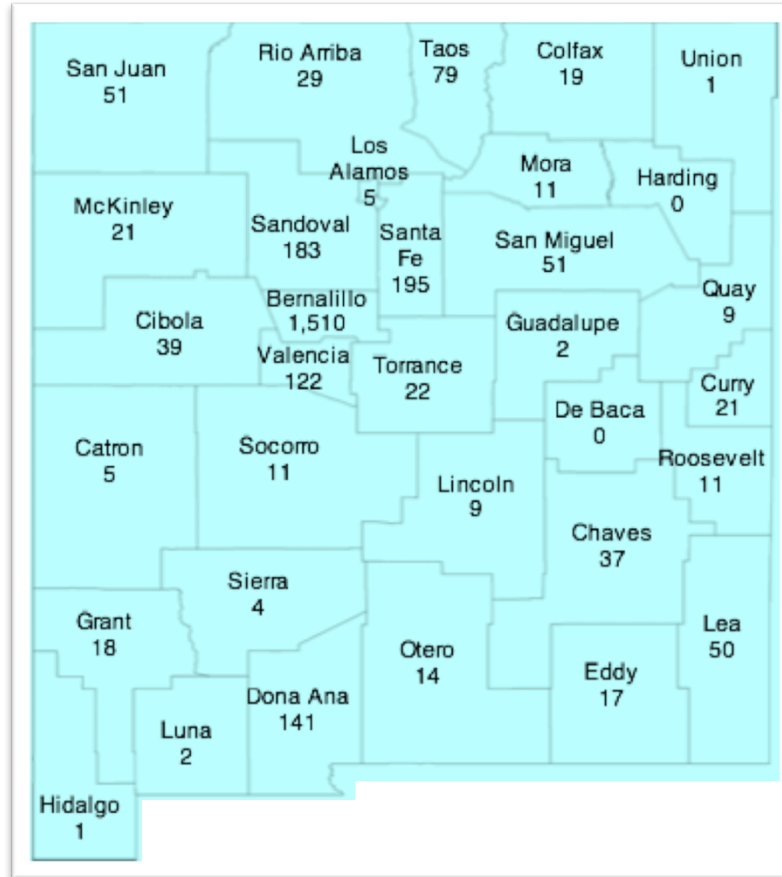 San Juan
51
Rio Arriba
29
Taos
79
Colfax
19
Union
1
Los
Alamos
5
Mora
11
Harding
0
McKinley
21
Sandoval
183
Santa
Fe
195
San Miguel
51
Quay
9
Cibola
39
Bernalillo
1,510
Guadalupe
2
Valencia
122
Torrance
22
Curry
21
De Baca
0
Catron
5
Socorro
11
Lincoln
9
Roosevelt
11
Chaves
37
Sierra
4
Grant
18
Otero
14
Lea
50
Eddy
17
Dona Ana
141
Luna
2
Hidalgo
1